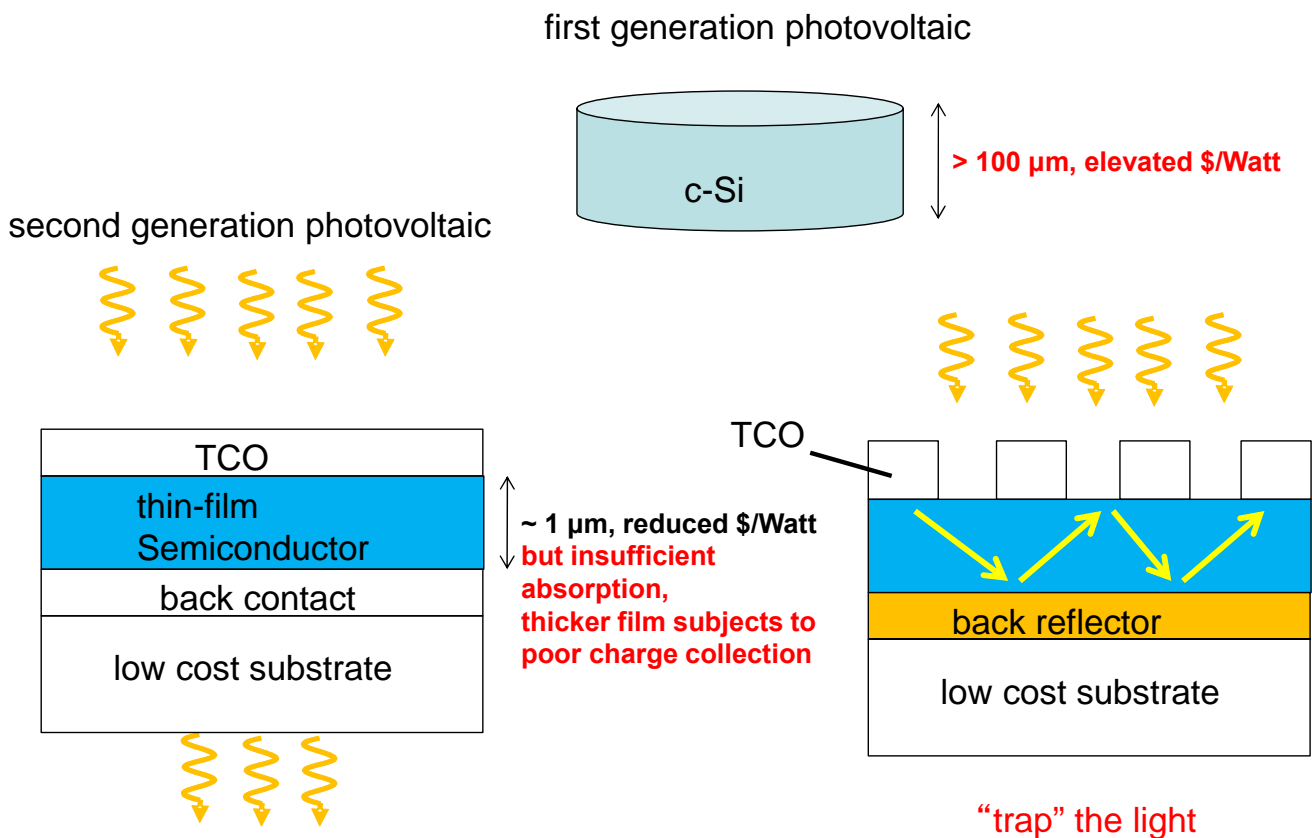 first generation photovoltaic
c-Si
> 100 µm, elevated $/Watt
second generation photovoltaic
TCO
thin-film
Semiconductor
back contact
low cost substrate
~ 1 µm, reduced $/Watt
but insufficient
absorption,
thicker film subjects to
poor charge collection
TCO
back reflector
low cost substrate
“trap” the light